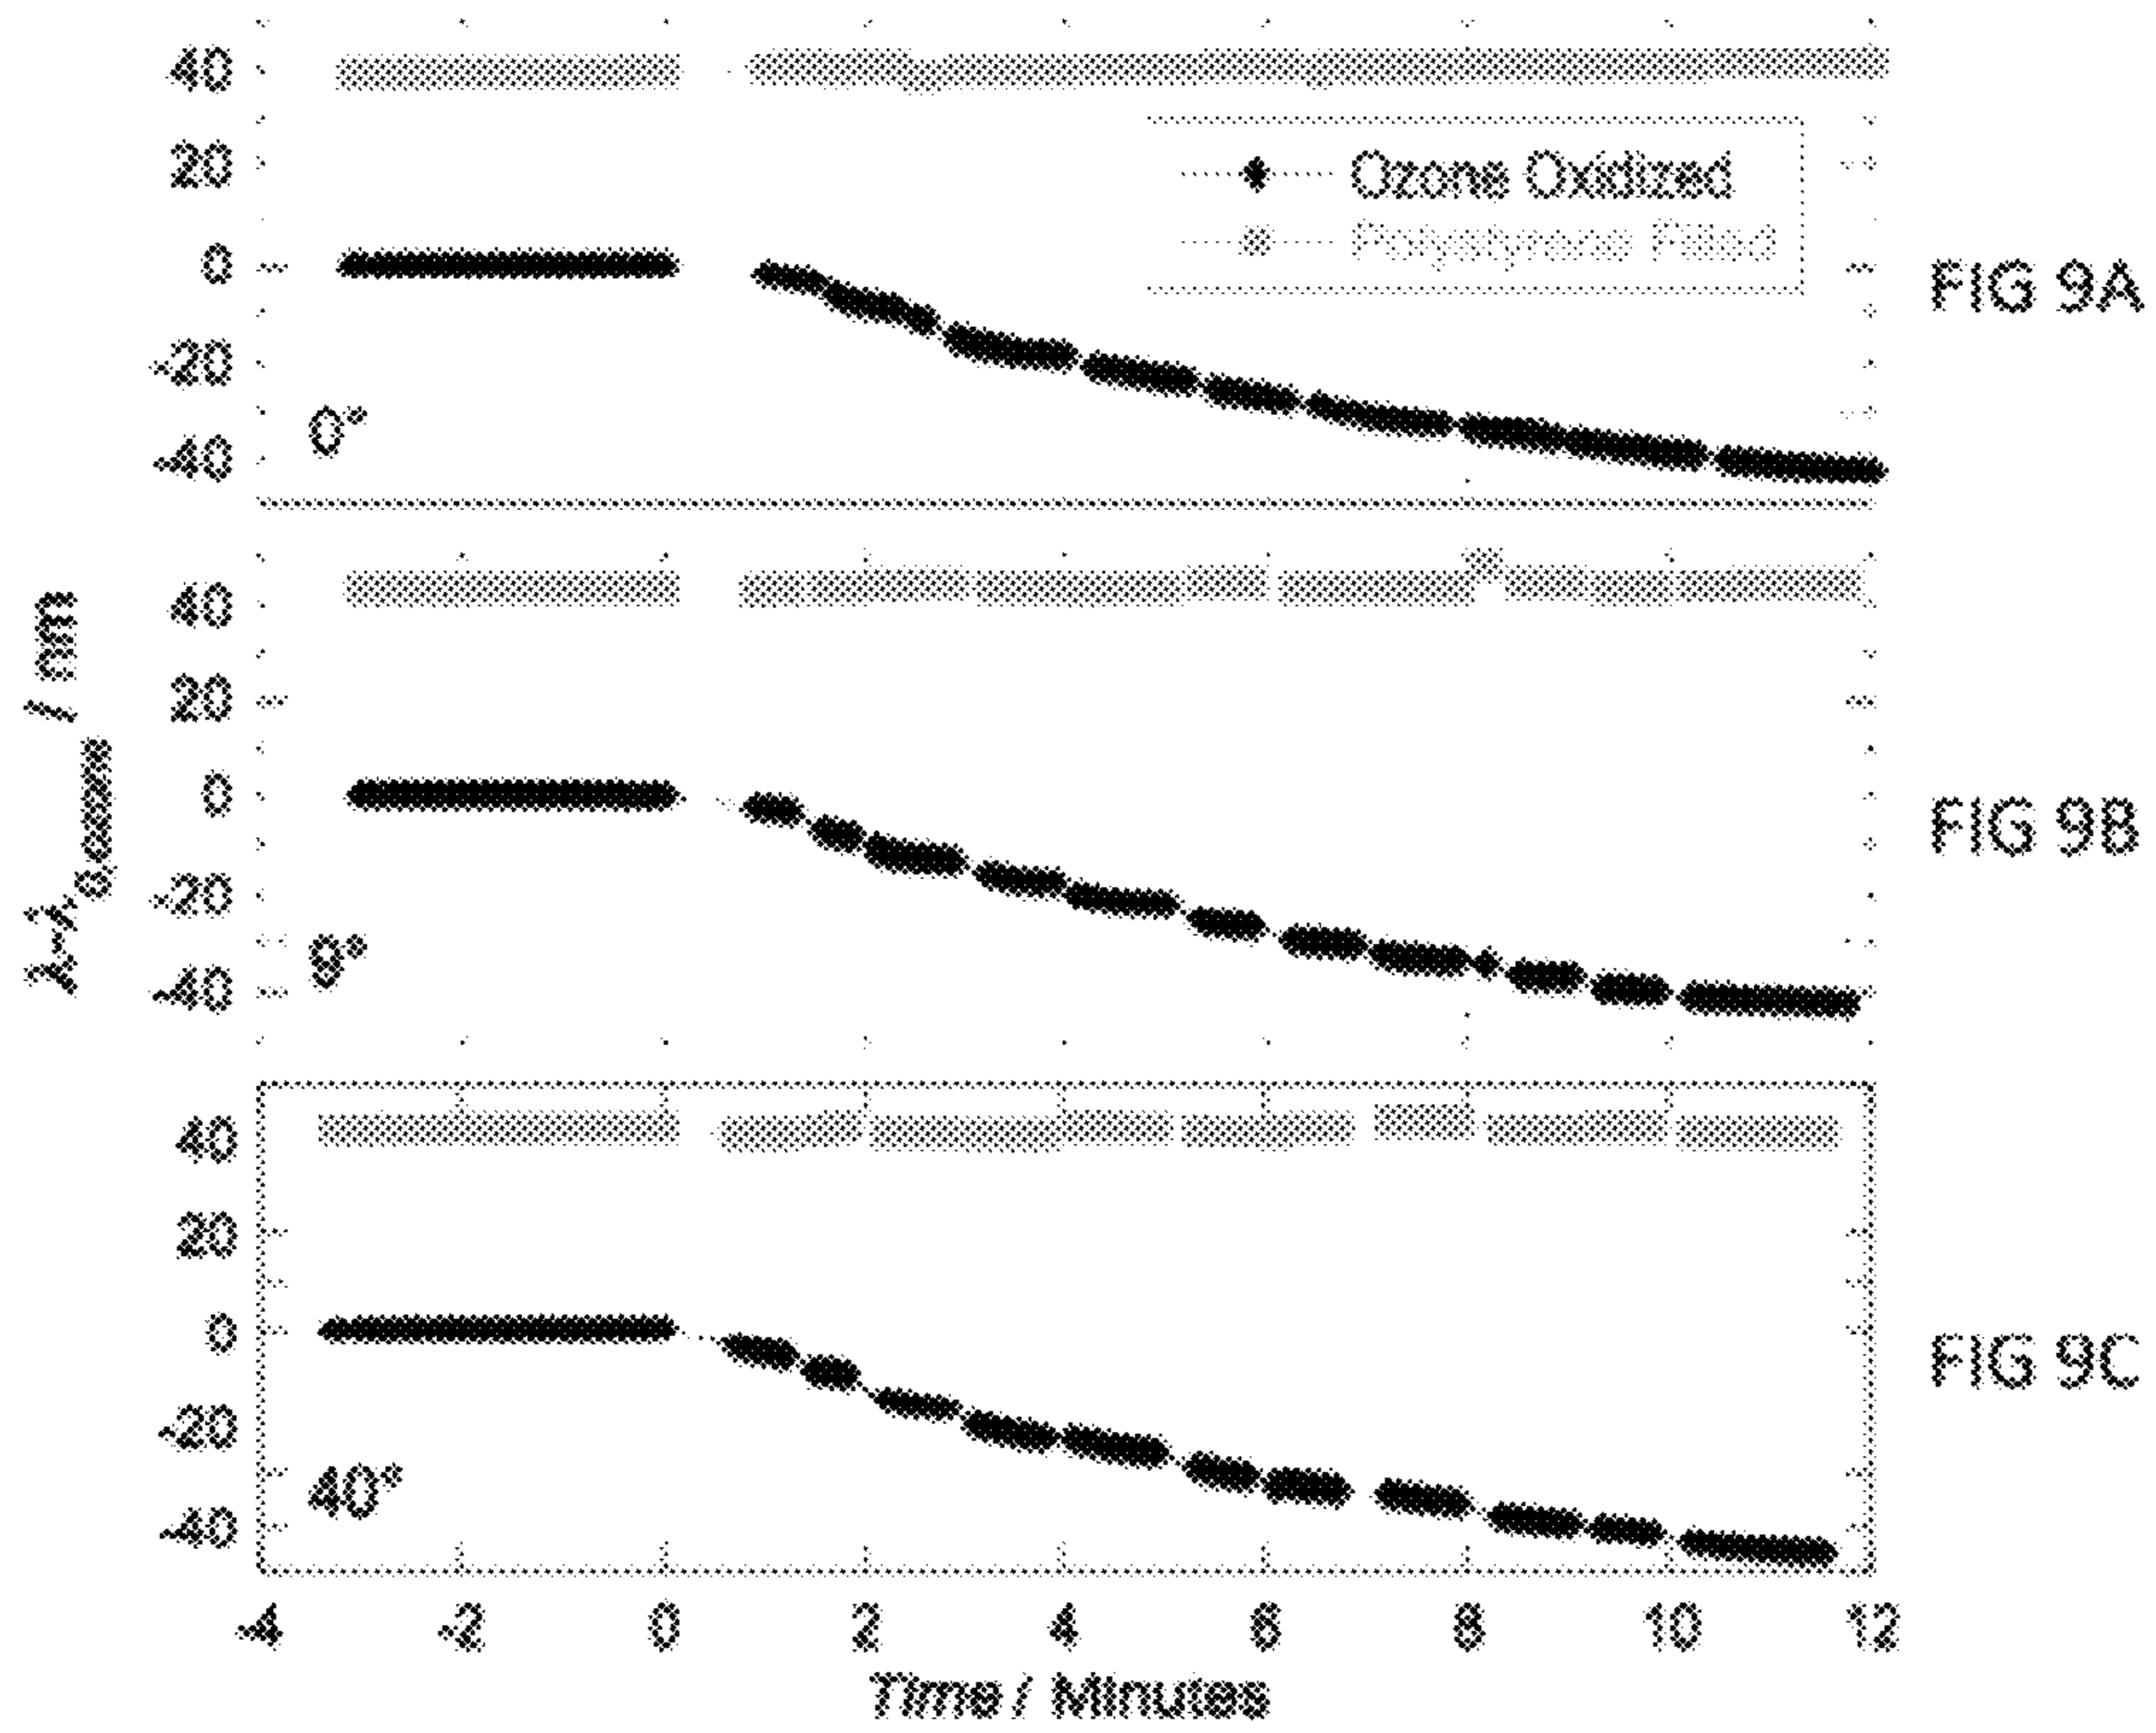 40
20
0
-20
-40
Ozone Oxidized
Polystyrene Filled
0°
FIG 9A
λ-λ / nm
40
20
0
-20
-40
9°
FIG 9B
40
20
0
-20
-40
40°
FIG 9C
-4 -2 0 2 4 6 8 10 12
Time / Minutes